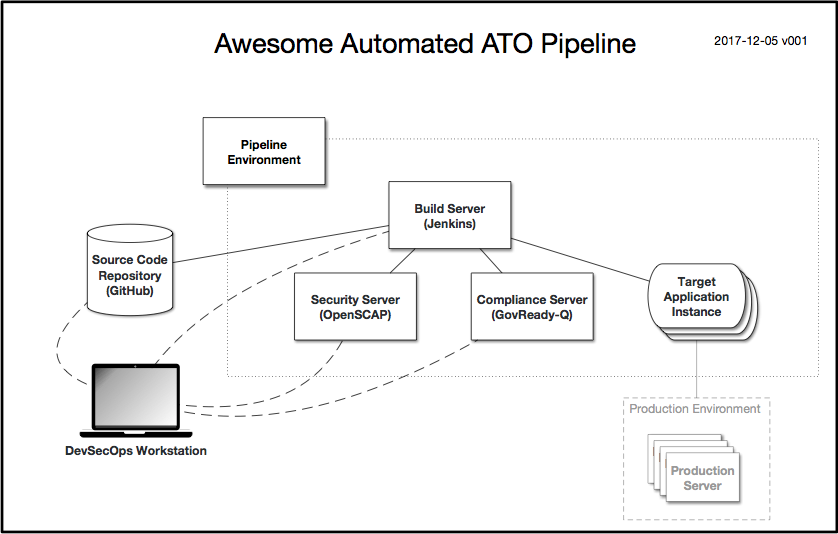 Awesome Automated ATO Pipeline
2017-12-05 v001
Pipeline
Environment
Build Server
(Jenkins)
Source Code
Repository
(GitHub)
Security Server
(OpenSCAP)
Compliance Server
(GovReady-Q)
Target
Application
Instance
DevSecOps Workstation
Production Environment
Production
Server